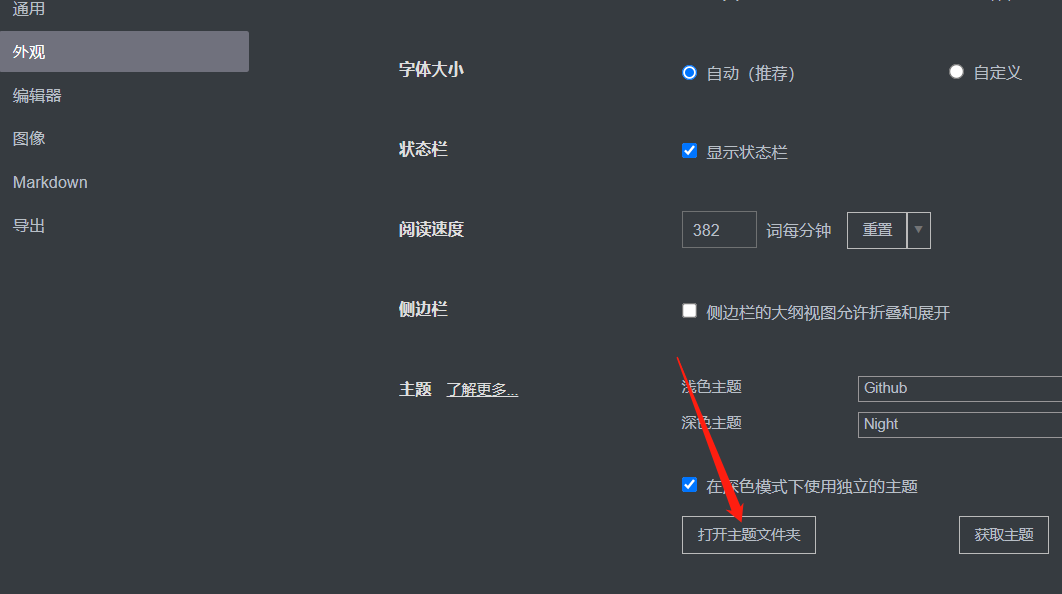 通用
外观
编辑器
图像
Markdown
导出
字体大小 自动（推荐） 自定义
状态栏 显示状态栏
阅读速度 382 词每分钟 重置
侧边栏 侧边栏的大纲视图允许折叠和展开
主题 了解更多... 浅色主题 Github
深色主题 Night
在深色模式下使用独立的主题
打开主题文件夹 获取主题